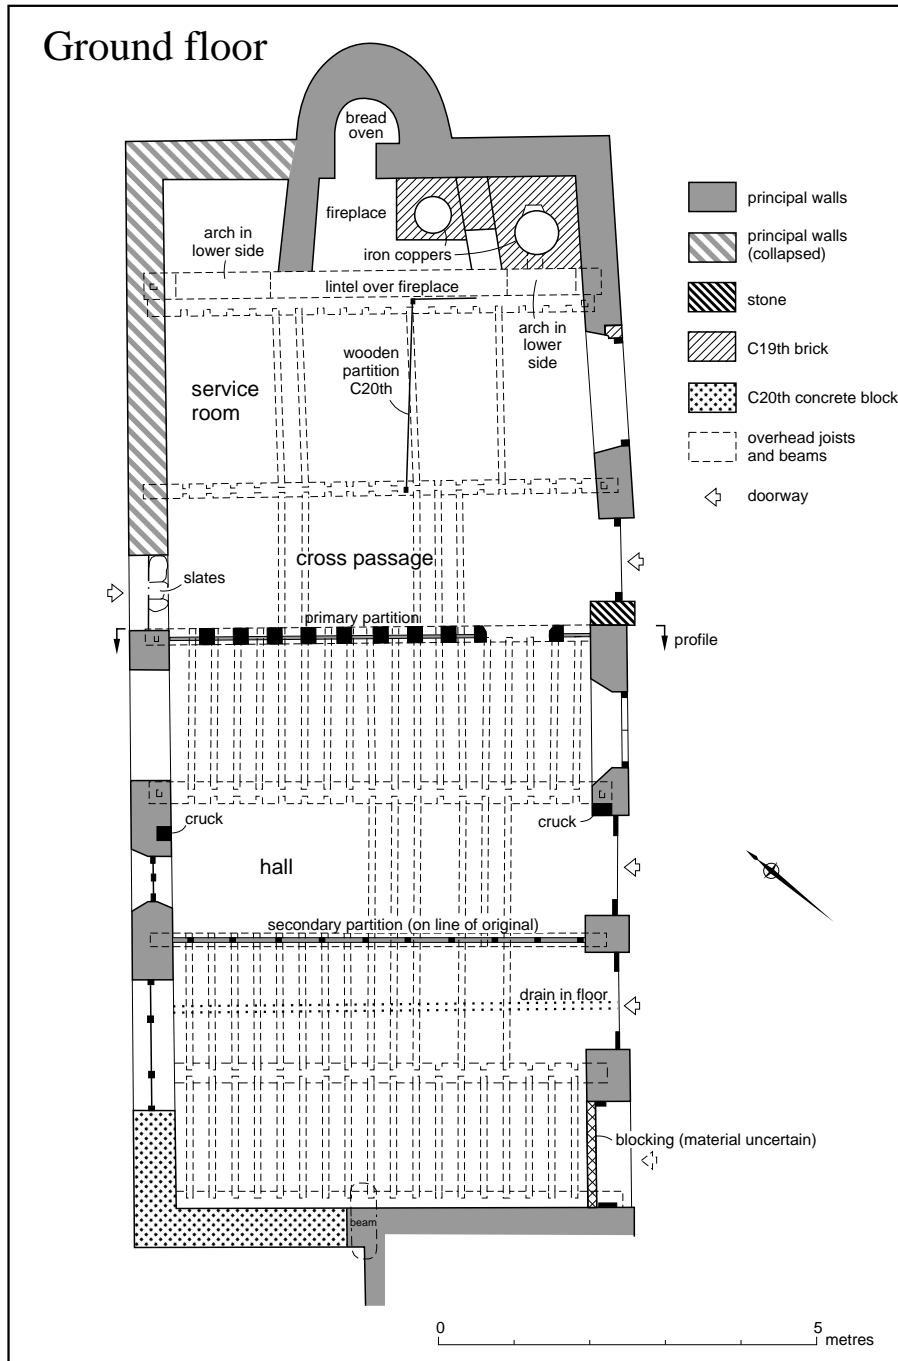 Ground floor
bread
oven
fireplace
arch in
lower side
iron coppers
lintel over fireplace
arch in
lower
side
wooden
partition
C20th
service
room
cross passage
slates
primary partition
profile
cruck
cruck
hall
secondary partition (on line of original)
drain in floor
blocking (material uncertain)
beam
principal walls
principal walls
(collapsed)
stone
C19th brick
C20th concrete block
overhead joists
and beams
doorway
0
5
metres